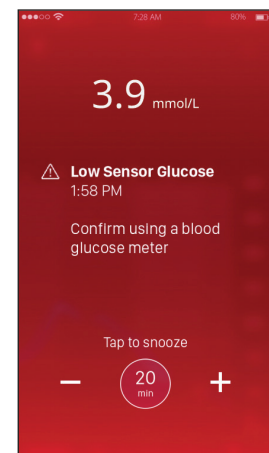 7:28 AM 80%
3.9 mmol/L
Low Sensor Glucose
1:58 PM
Confirm using a blood
glucose meter
Tap to snooze
− 20 +
min